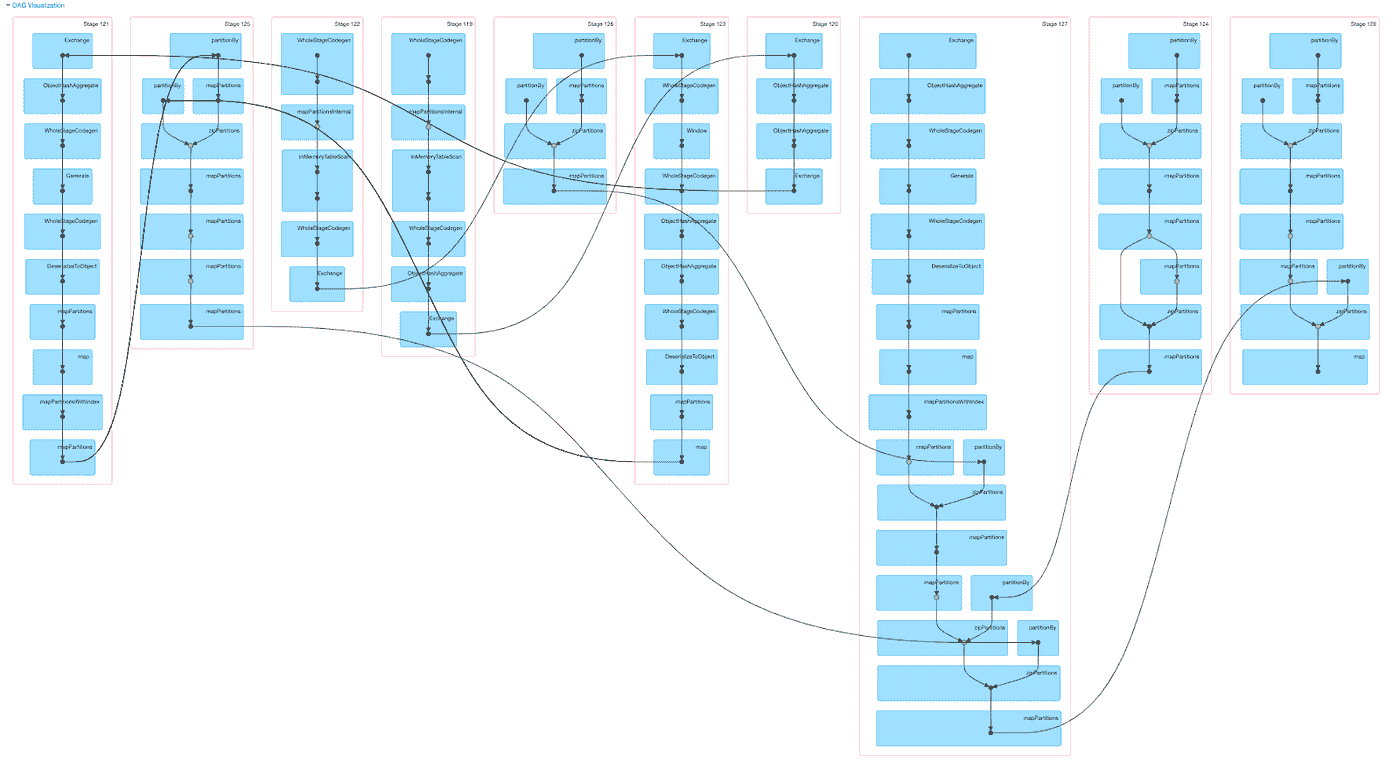 DAG Visualization
Stage 121
Exchange
ObjectHashAggregate
WholeStageCodegen
Generate
WholeStageCodegen
DeserializeToObject
mapPartitions
map
mapPartitionsWithIndex
mapPartitions
Stage 125
partitionBy
partitionBy
mapPartitions
zipPartitions
mapPartitions
mapPartitions
mapPartitions
mapPartitions
Stage 122
WholeStageCodegen
mapPartitionsInternal
InMemoryTableScan
WholeStageCodegen
Exchange
Stage 119
WholeStageCodegen
mapPartitionsInternal
InMemoryTableScan
WholeStageCodegen
ObjectHashAggregate
Exchange
Stage 126
partitionBy
partitionBy
mapPartitions
zipPartitions
mapPartitions
Stage 123
Exchange
WholeStageCodegen
Window
WholeStageCodegen
ObjectHashAggregate
ObjectHashAggregate
WholeStageCodegen
DeserializeToObject
mapPartitions
map
Stage 120
Exchange
ObjectHashAggregate
ObjectHashAggregate
Exchange
Stage 127
Exchange
ObjectHashAggregate
WholeStageCodegen
Generate
WholeStageCodegen
DeserializeToObject
mapPartitions
map
mapPartitionsWithIndex
mapPartitions
partitionBy
zipPartitions
mapPartitions
mapPartitions
partitionBy
zipPartitions
partitionBy
zipPartitions
mapPartitions
Stage 124
partitionBy
partitionBy
mapPartitions
zipPartitions
mapPartitions
mapPartitions
mapPartitions
zipPartitions
mapPartitions
Stage 128
partitionBy
partitionBy
mapPartitions
zipPartitions
mapPartitions
mapPartitions
mapPartitions
partitionBy
zipPartitions
map